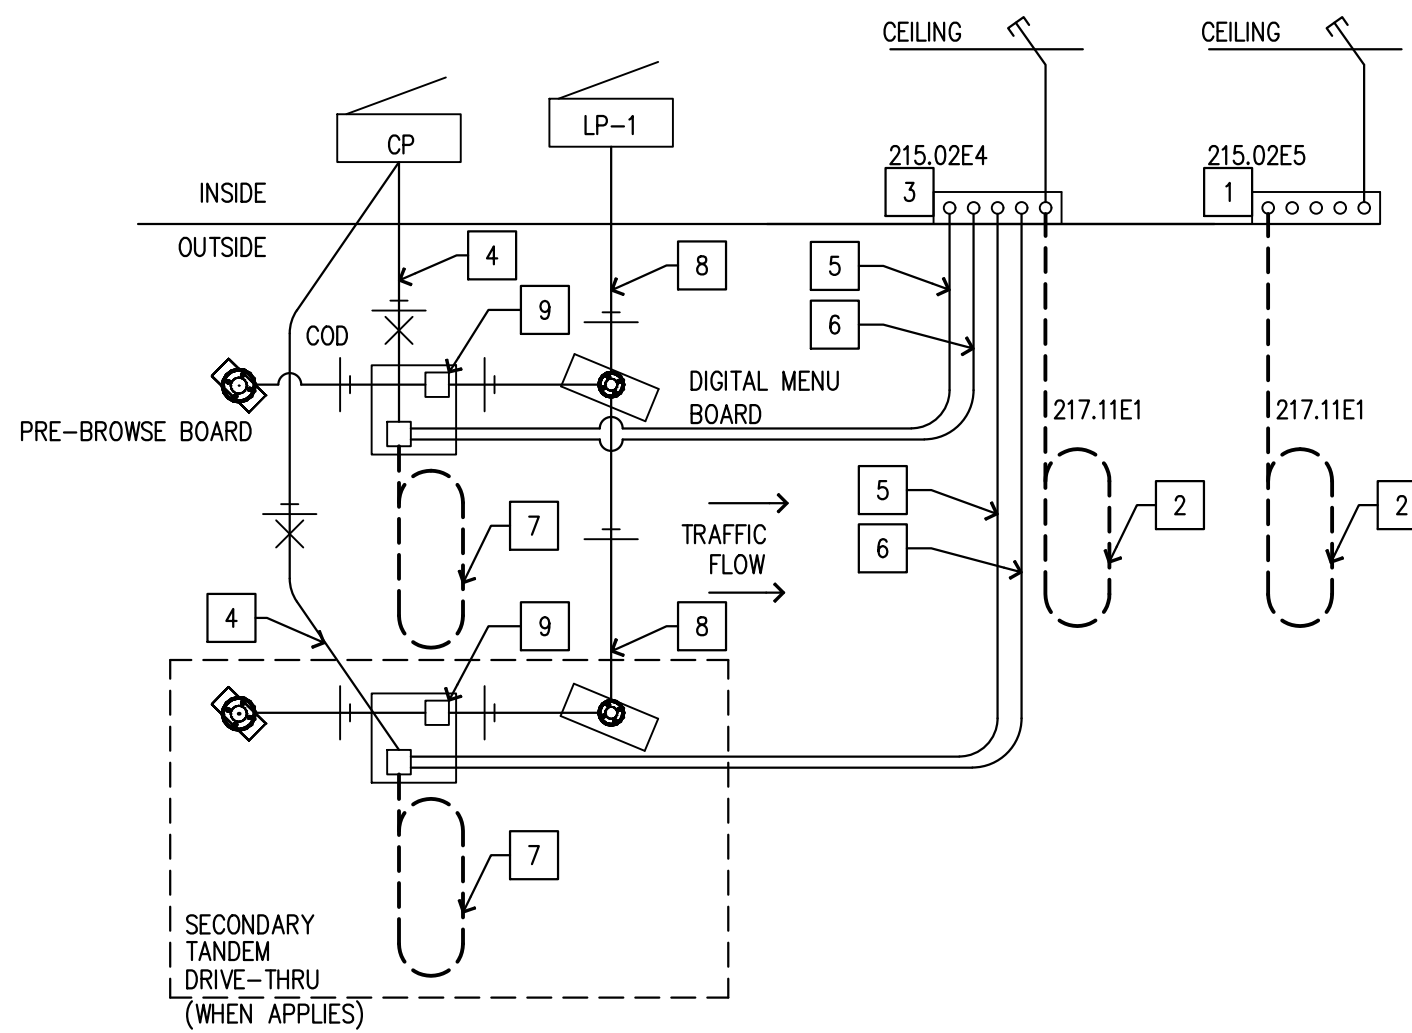 CEILING
CEILING
LP-1
CP
215.02E4
215.02E5
3
1
INSIDE
OUTSIDE
4
8
5
9
6
COD
DIGITAL MENU
BOARD
PRE-BROWSE BOARD
217.11E1
217.11E1
5
2
2
7
TRAFFIC
FLOW
6
4
9
8
7
SECONDARY
TANDEM
DRIVE-THRU
(WHEN APPLIES)